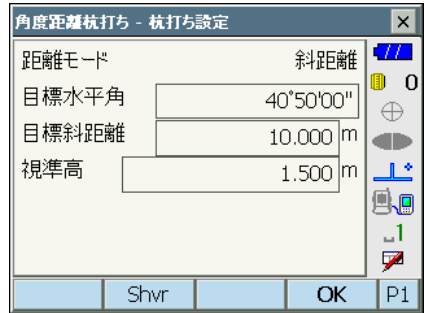 角度距離杭打ち - 杭打ち設定
距離モード 斜距離
目標水平角 40°50'00"
目標斜距離 10.000 m
視準高 1.500 m
0
1
Shvr OK P1